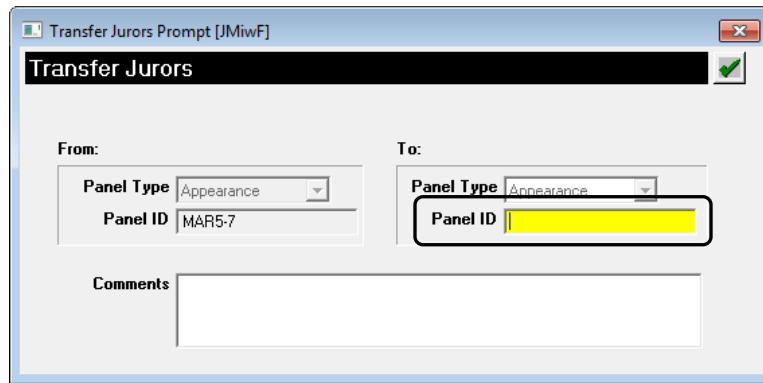 Transfer Jurors Prompt [JMiwF]
Transfer Jurors
From:
Panel Type Appearance
Panel ID MAR5-7
To:
Panel Type Appearance
Panel ID
Comments